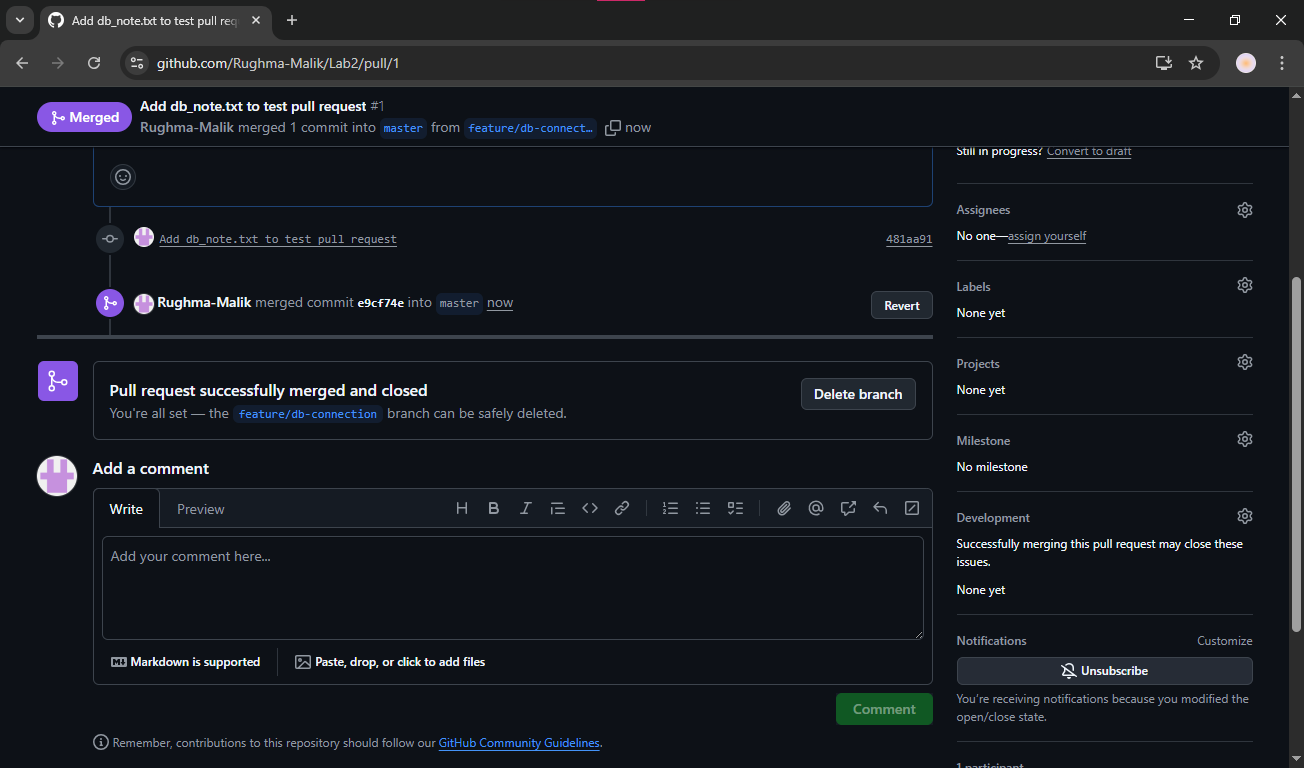 Add db_note.txt to test pull req
github.com/Rughma-Malik/Lab2/pull/1
Merged
Add db_note.txt to test pull request #1
Rughma-Malik merged 1 commit into master from feature/db-connect… now
Still in progress? Convert to draft
Add db_note.txt to test pull request
481aa91
Rughma-Malik merged commit e9cf74e into master now
Revert
Pull request successfully merged and closed
You're all set — the feature/db-connection branch can be safely deleted.
Delete branch
Add a comment
Write
Preview
Add your comment here...
Markdown is supported
Paste, drop, or click to add files
Comment
Remember, contributions to this repository should follow our GitHub Community Guidelines.
Assignees
No one—assign yourself
Labels
None yet
Projects
None yet
Milestone
No milestone
Development
Successfully merging this pull request may close these
issues.
None yet
Notifications
Customize
Unsubscribe
You're receiving notifications because you modified the
open/close state.
1 participant